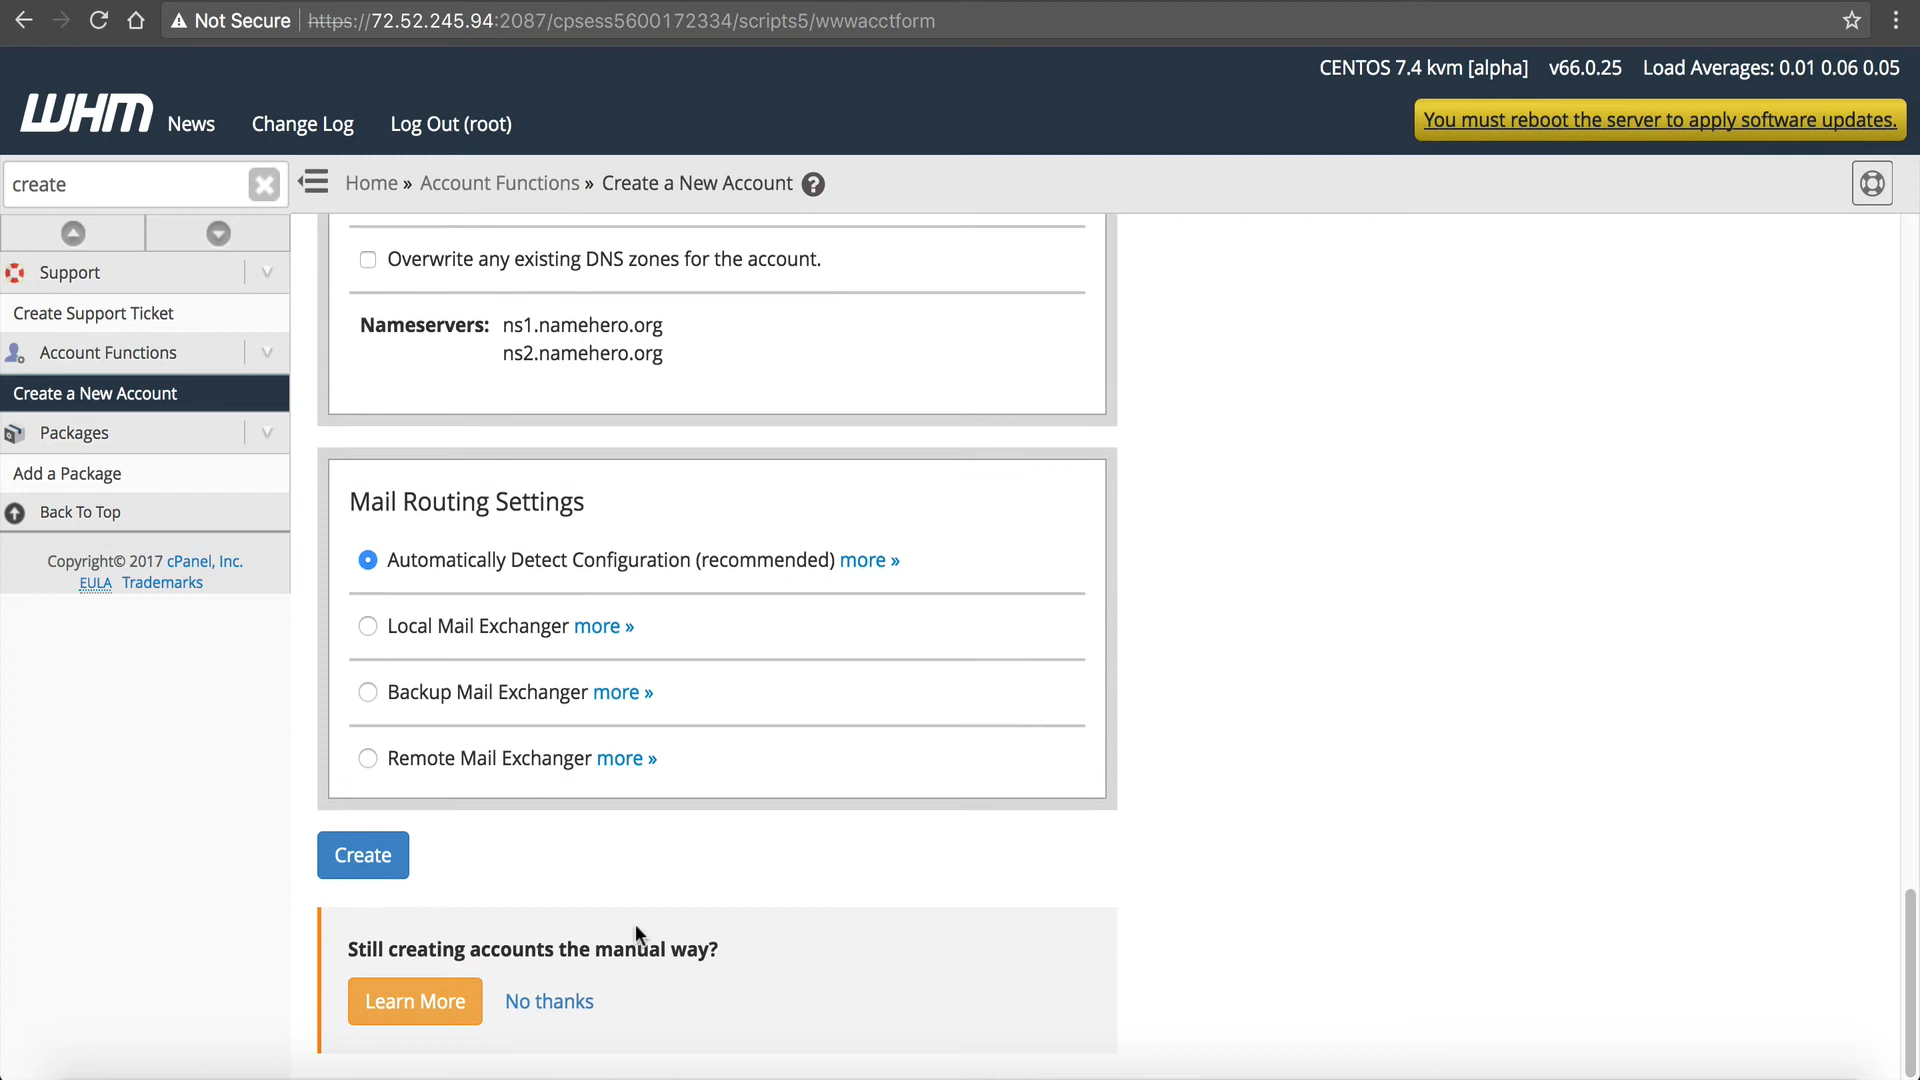 Not Secure
https://72.52.245.94:2087/cpsess5600172334/scripts5/wwwacctform
CENTOS 7.4 kvm [alpha] v66.0.25 Load Averages: 0.01 0.06 0.05
WHM
News
Change Log
Log Out (root)
You must reboot the server to apply software updates.
create
Home » Account Functions » Create a New Account
Support
Create Support Ticket
Account Functions
Create a New Account
Packages
Add a Package
Back To Top
Copyright© 2017 cPanel, Inc.
EULA Trademarks
Overwrite any existing DNS zones for the account.
Nameservers: ns1.namehero.org
ns2.namehero.org
Mail Routing Settings
Automatically Detect Configuration (recommended) more »
Local Mail Exchanger more »
Backup Mail Exchanger more »
Remote Mail Exchanger more »
Create
Still creating accounts the manual way?
Learn More
No thanks